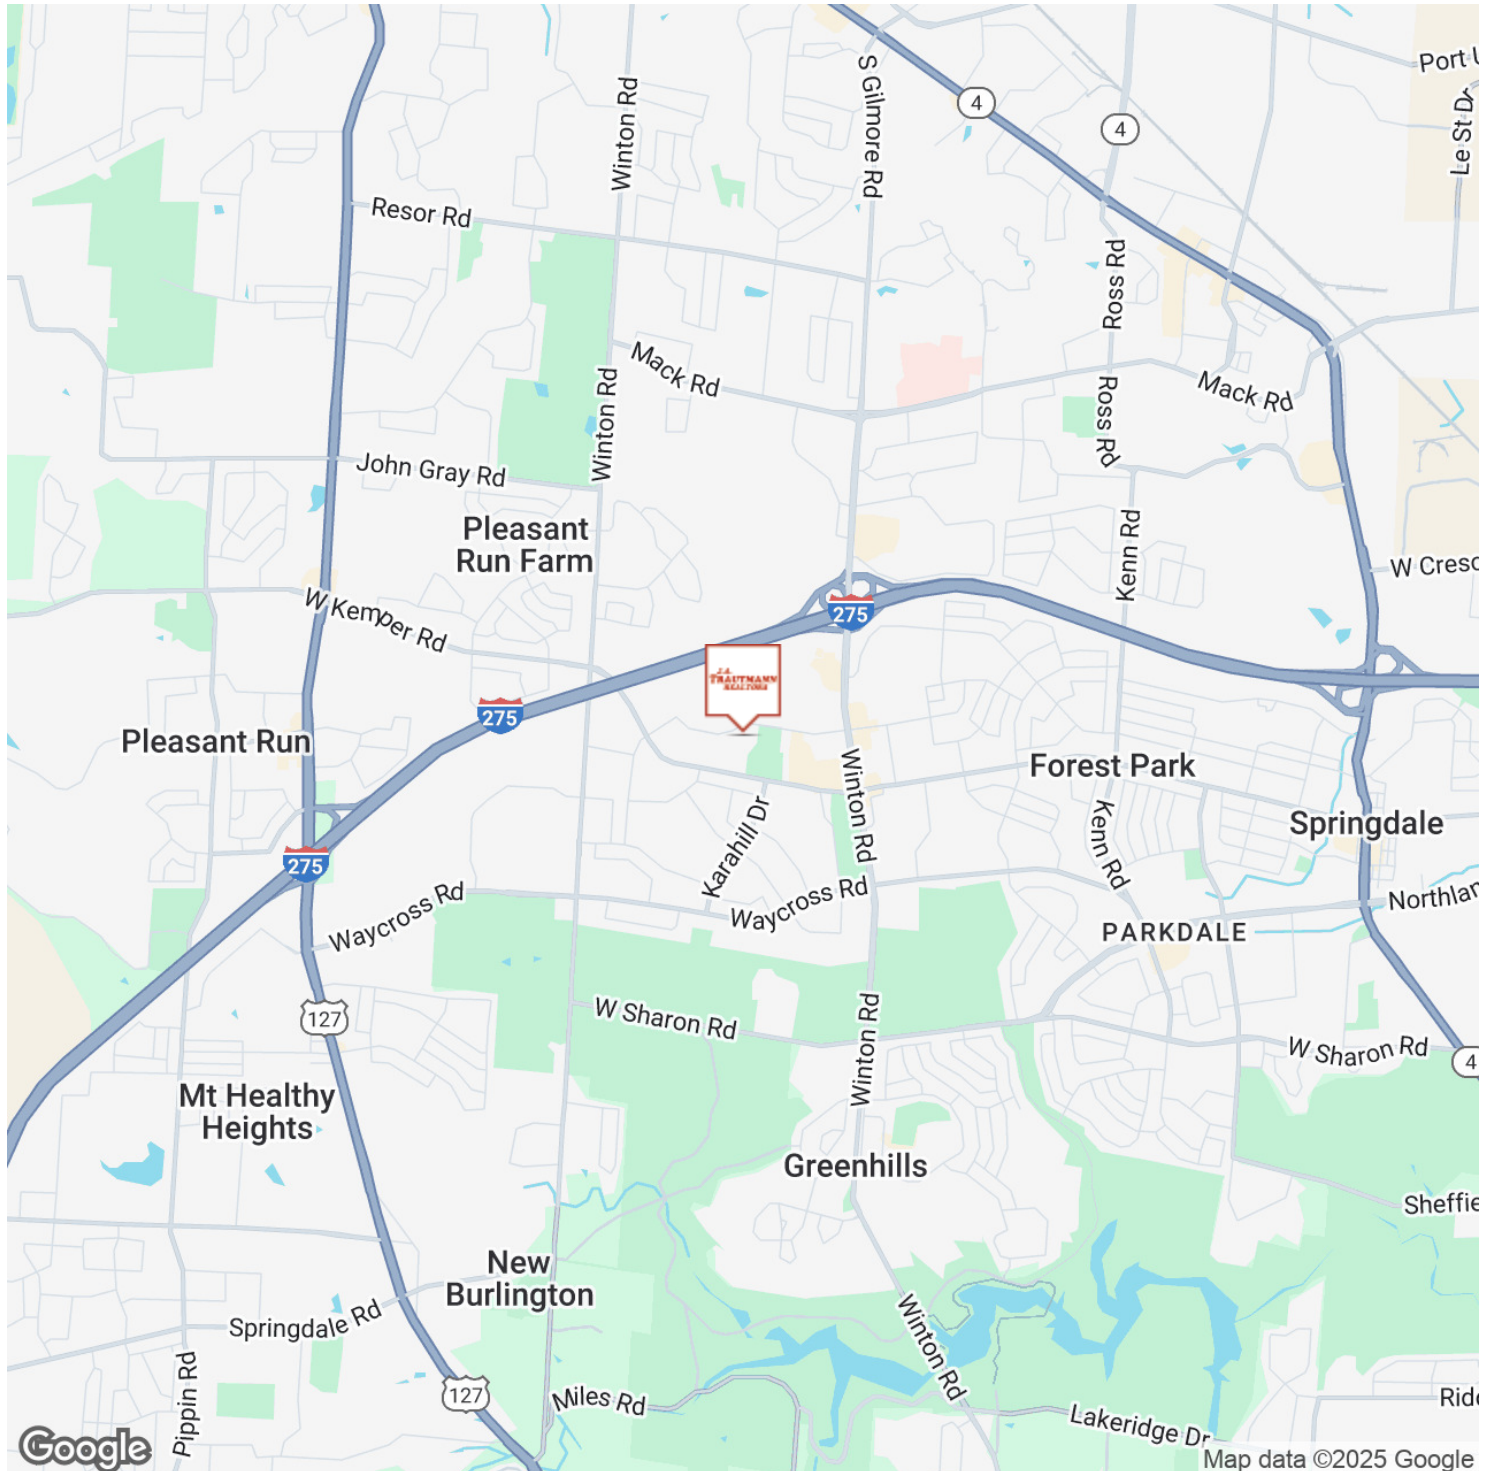 Port U
S Gilmore Rd
Winton Rd
4
4
Le St Dr
Resor Rd
Ross Rd
Mack Rd
Winton Rd
Ross Rd
Mack Rd
John Gray Rd
Pleasant
Run Farm
Kenn Rd
W Cresc
W Kemper Rd
275
J.A.
TRAUTMANN
REALTORS
275
Pleasant Run
Winton Rd
Forest Park
Karahill Dr
Kenn Rd
Springdale
275
Waycross Rd
Waycross Rd
Northlan
PARKDALE
127
W Sharon Rd
Winton Rd
W Sharon Rd
4
Mt Healthy
Heights
Greenhills
Sheffie
New
Burlington
Springdale Rd
Winton Rd
Pippin Rd
127
Miles Rd
Lakeridge Dr
Ride
Google
Map data ©2025 Google